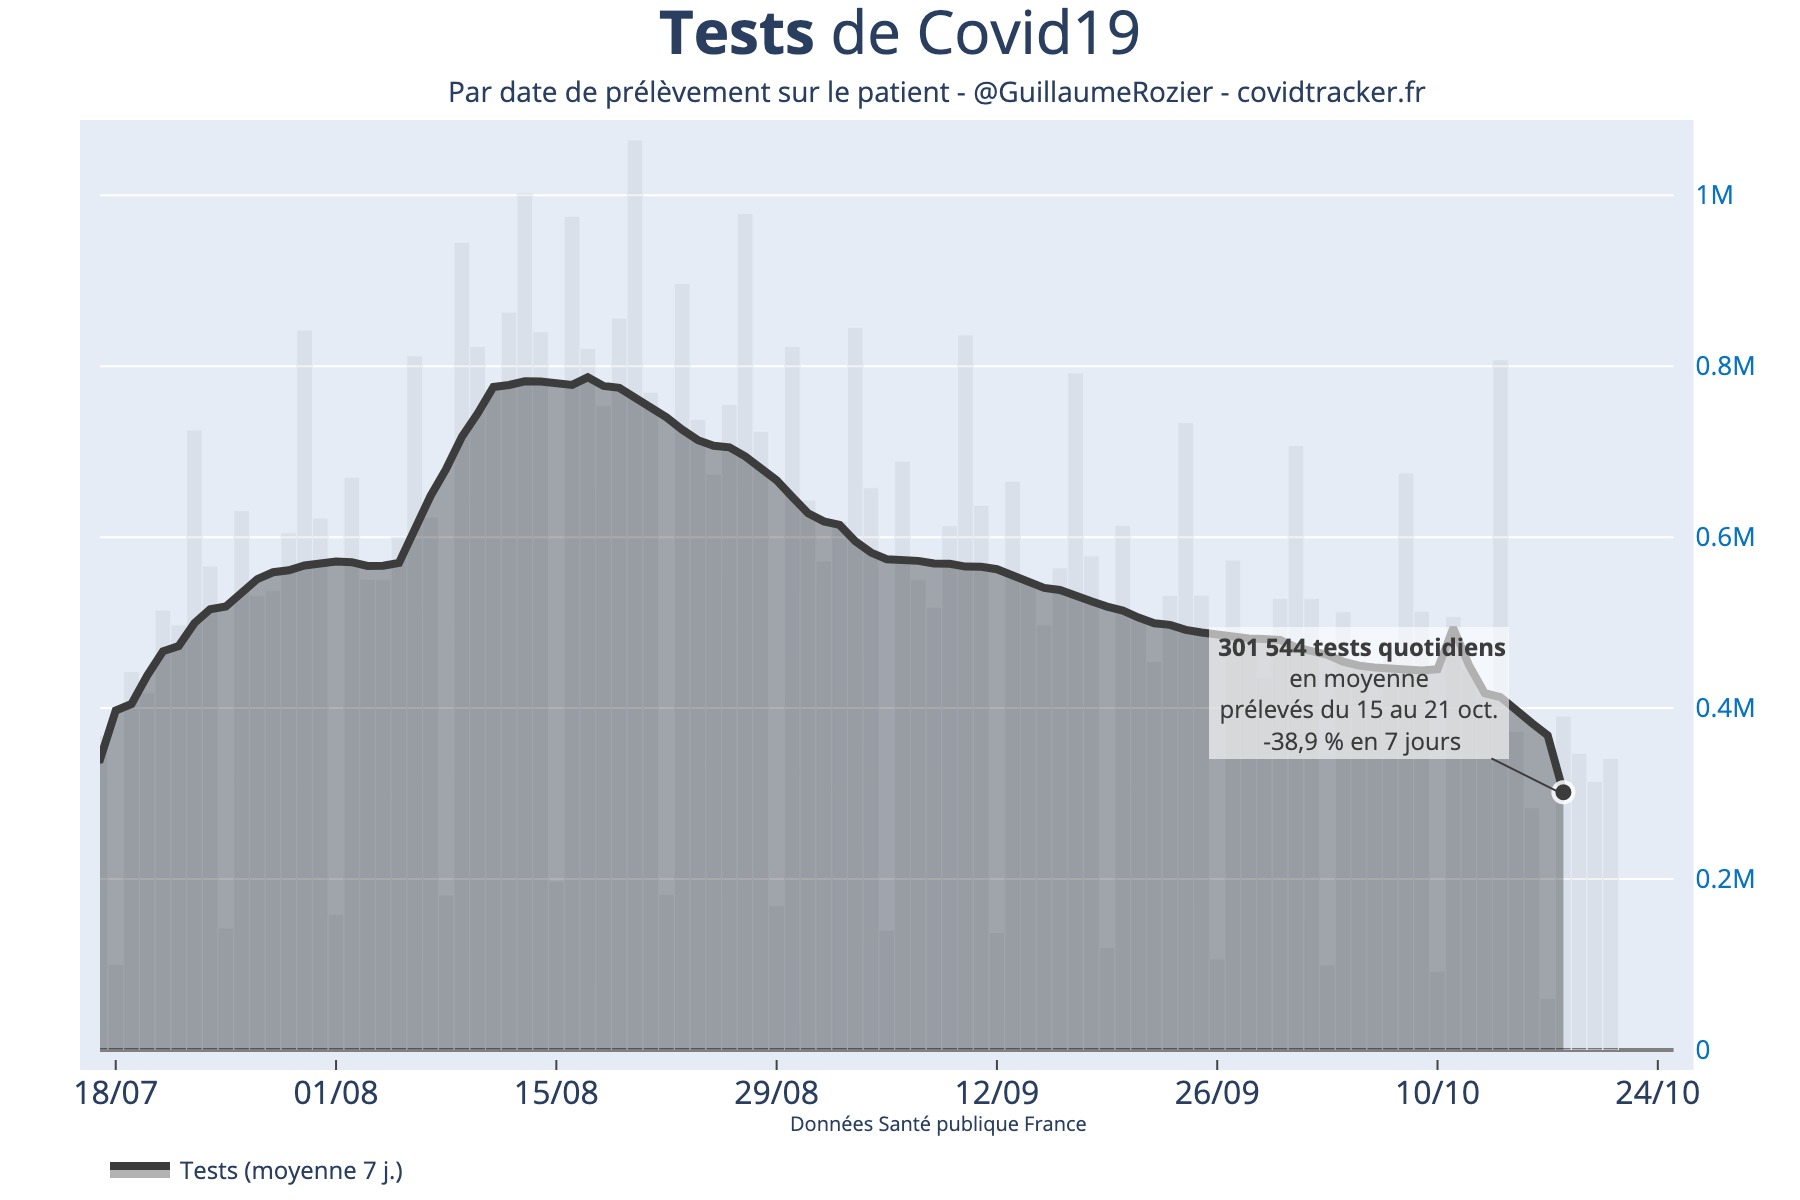 Tests de Covid19
Par date de prélèvement sur le patient - @GuillaumeRozier - covidtracker.fr
1M
0.8M
0.6M
301 544 tests quotidiens
en moyenne
prélevés du 15 au 21 oct.
-38,9 % en 7 jours
0.4M
0.2M
0
18/07 01/08 15/08 29/08 12/09 26/09 10/10 24/10
Données Santé publique France
Tests (moyenne 7 j.)